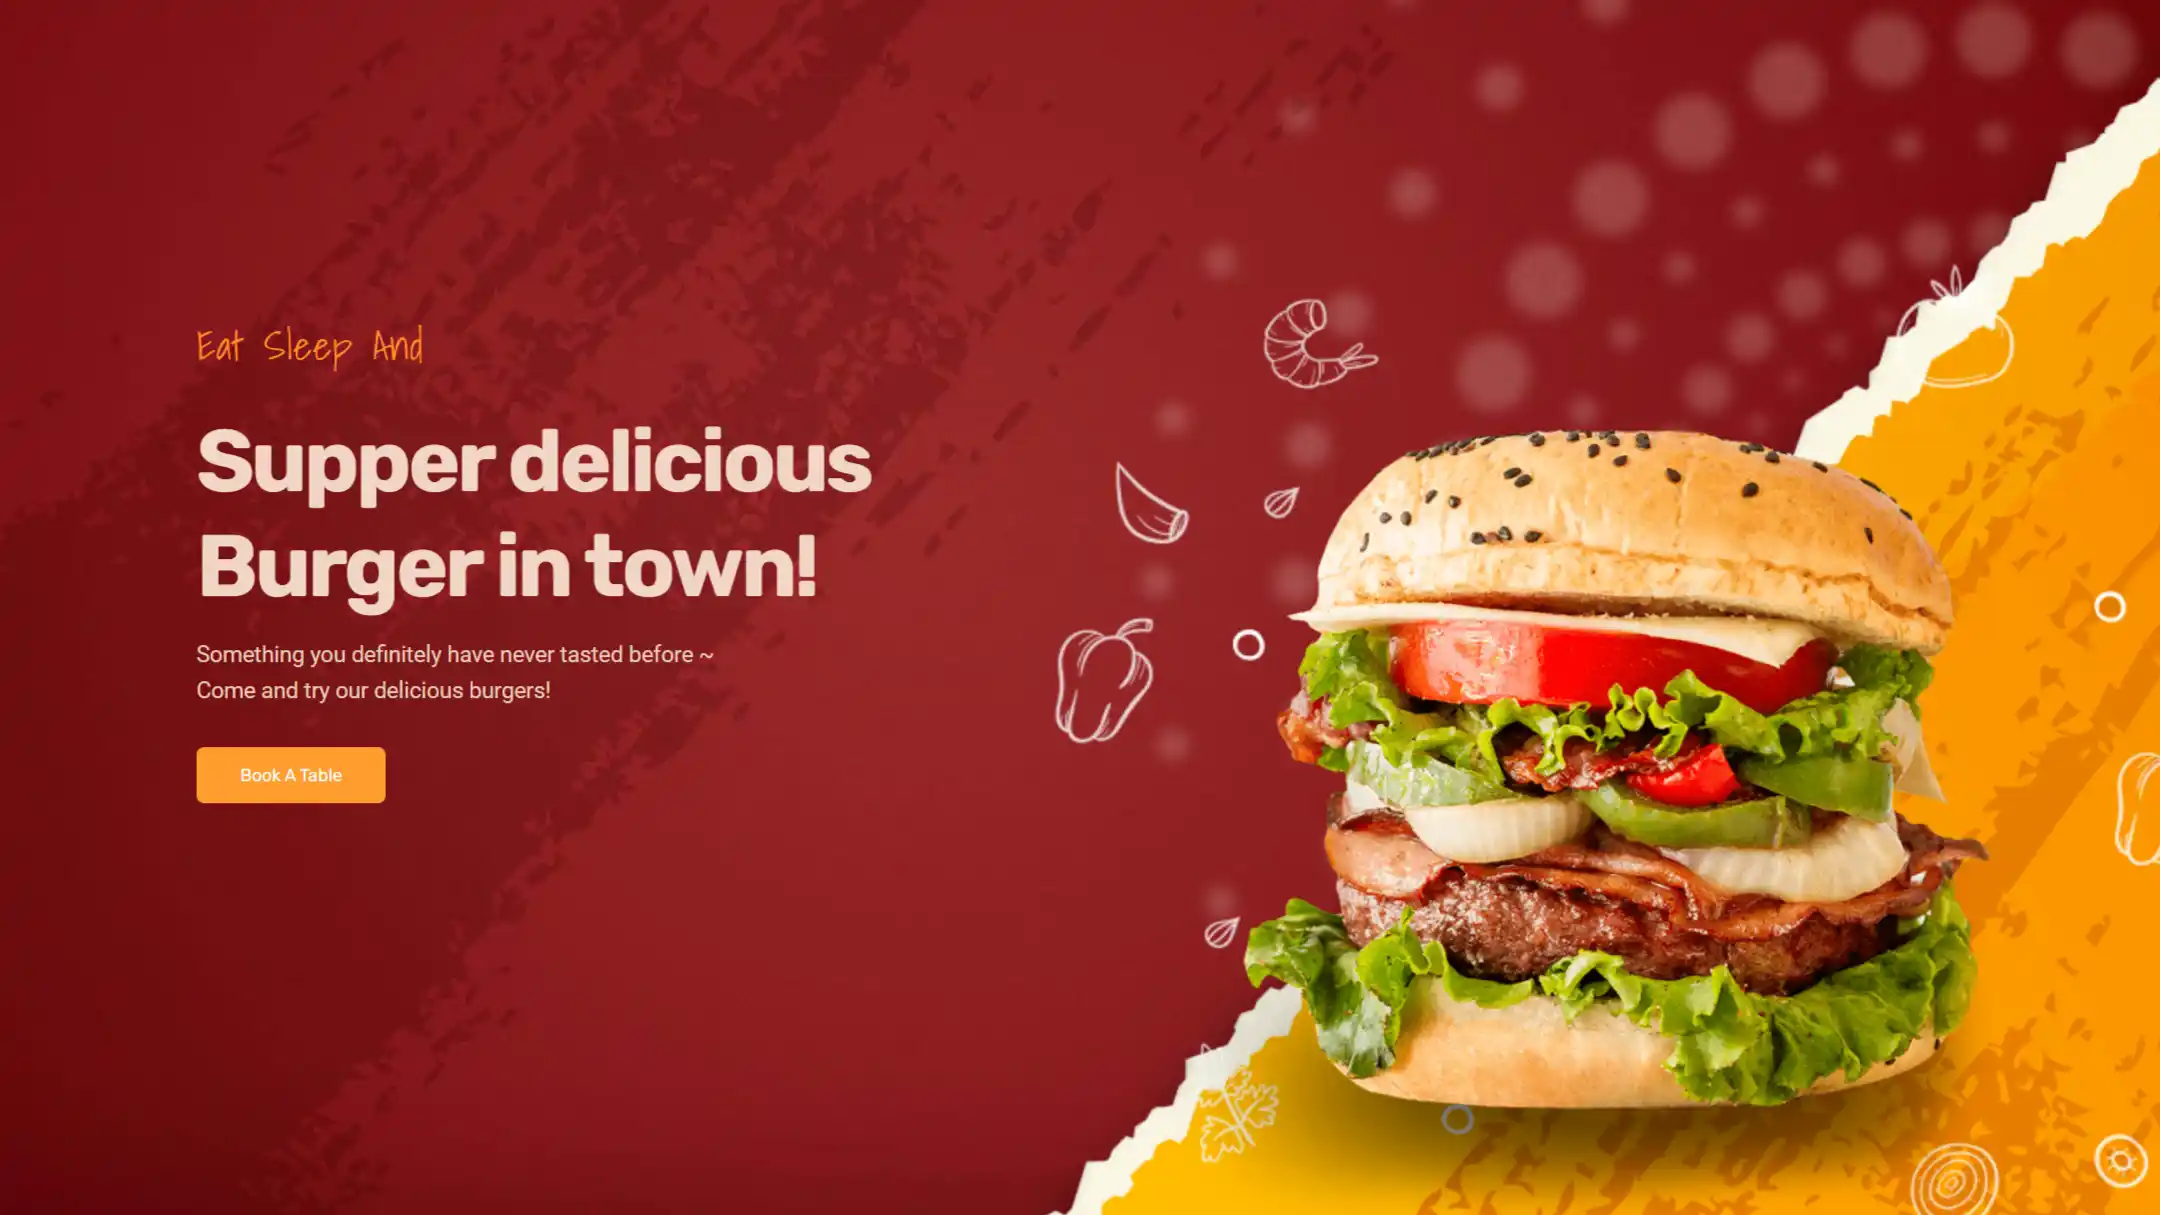 Eat Sleep And
Supper delicious
Burger in town!
Something you definitely have never tasted before ~
Come and try our delicious burgers!
Book A Table